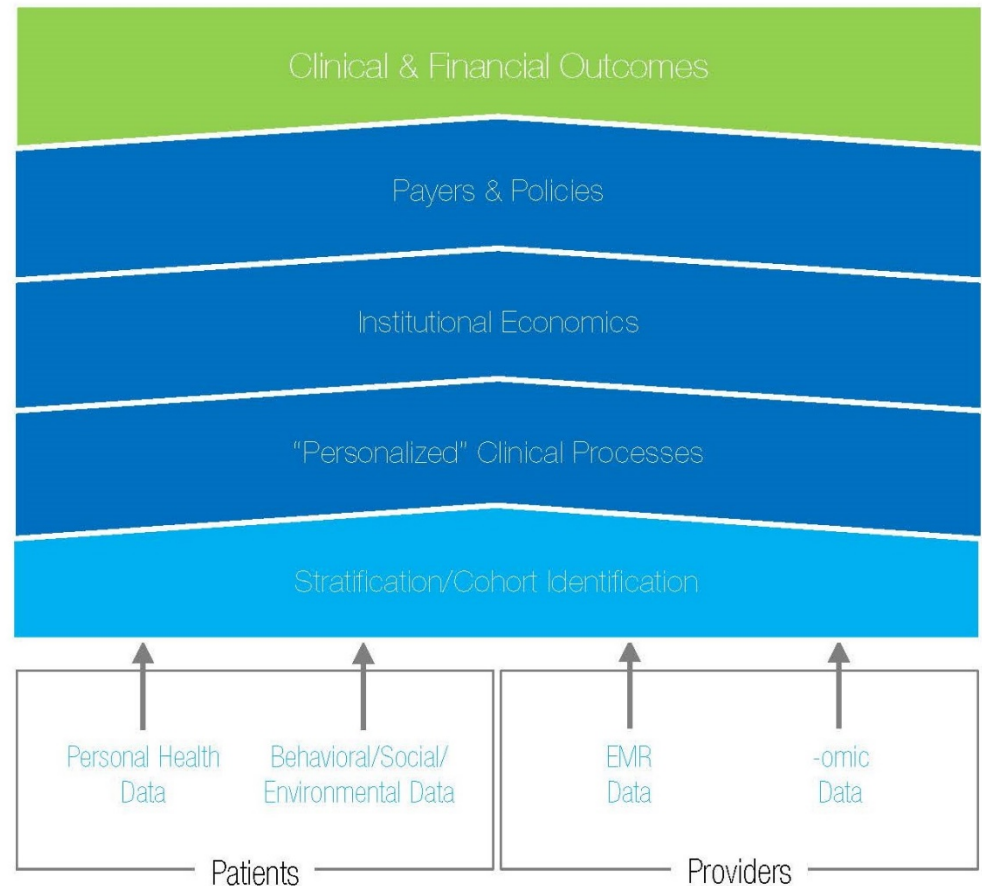 Clinical & Financial Outcomes
Payers & Policies
Institutional Economics
"Personalized" Clinical Processes
Stratification/Cohort Identification
Personal Health
Data
Behavioral/Social/
Environmental Data
EMR
Data
-omic
Data
Patients
Providers